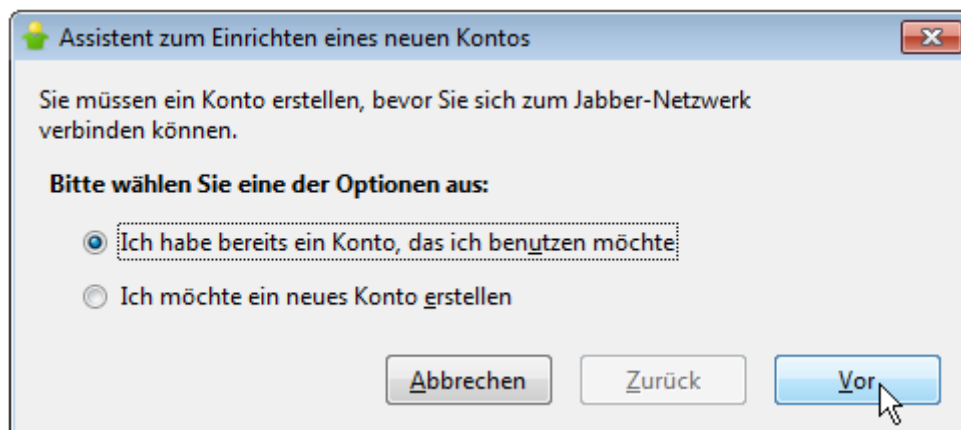 Assistent zum Einrichten eines neuen Kontos
Sie müssen ein Konto erstellen, bevor Sie sich zum Jabber-Netzwerk
verbinden können.
Bitte wählen Sie eine der Optionen aus:
Ich habe bereits ein Konto, das ich benutzen möchte
Ich möchte ein neues Konto erstellen
Abbrechen Zurück Vor